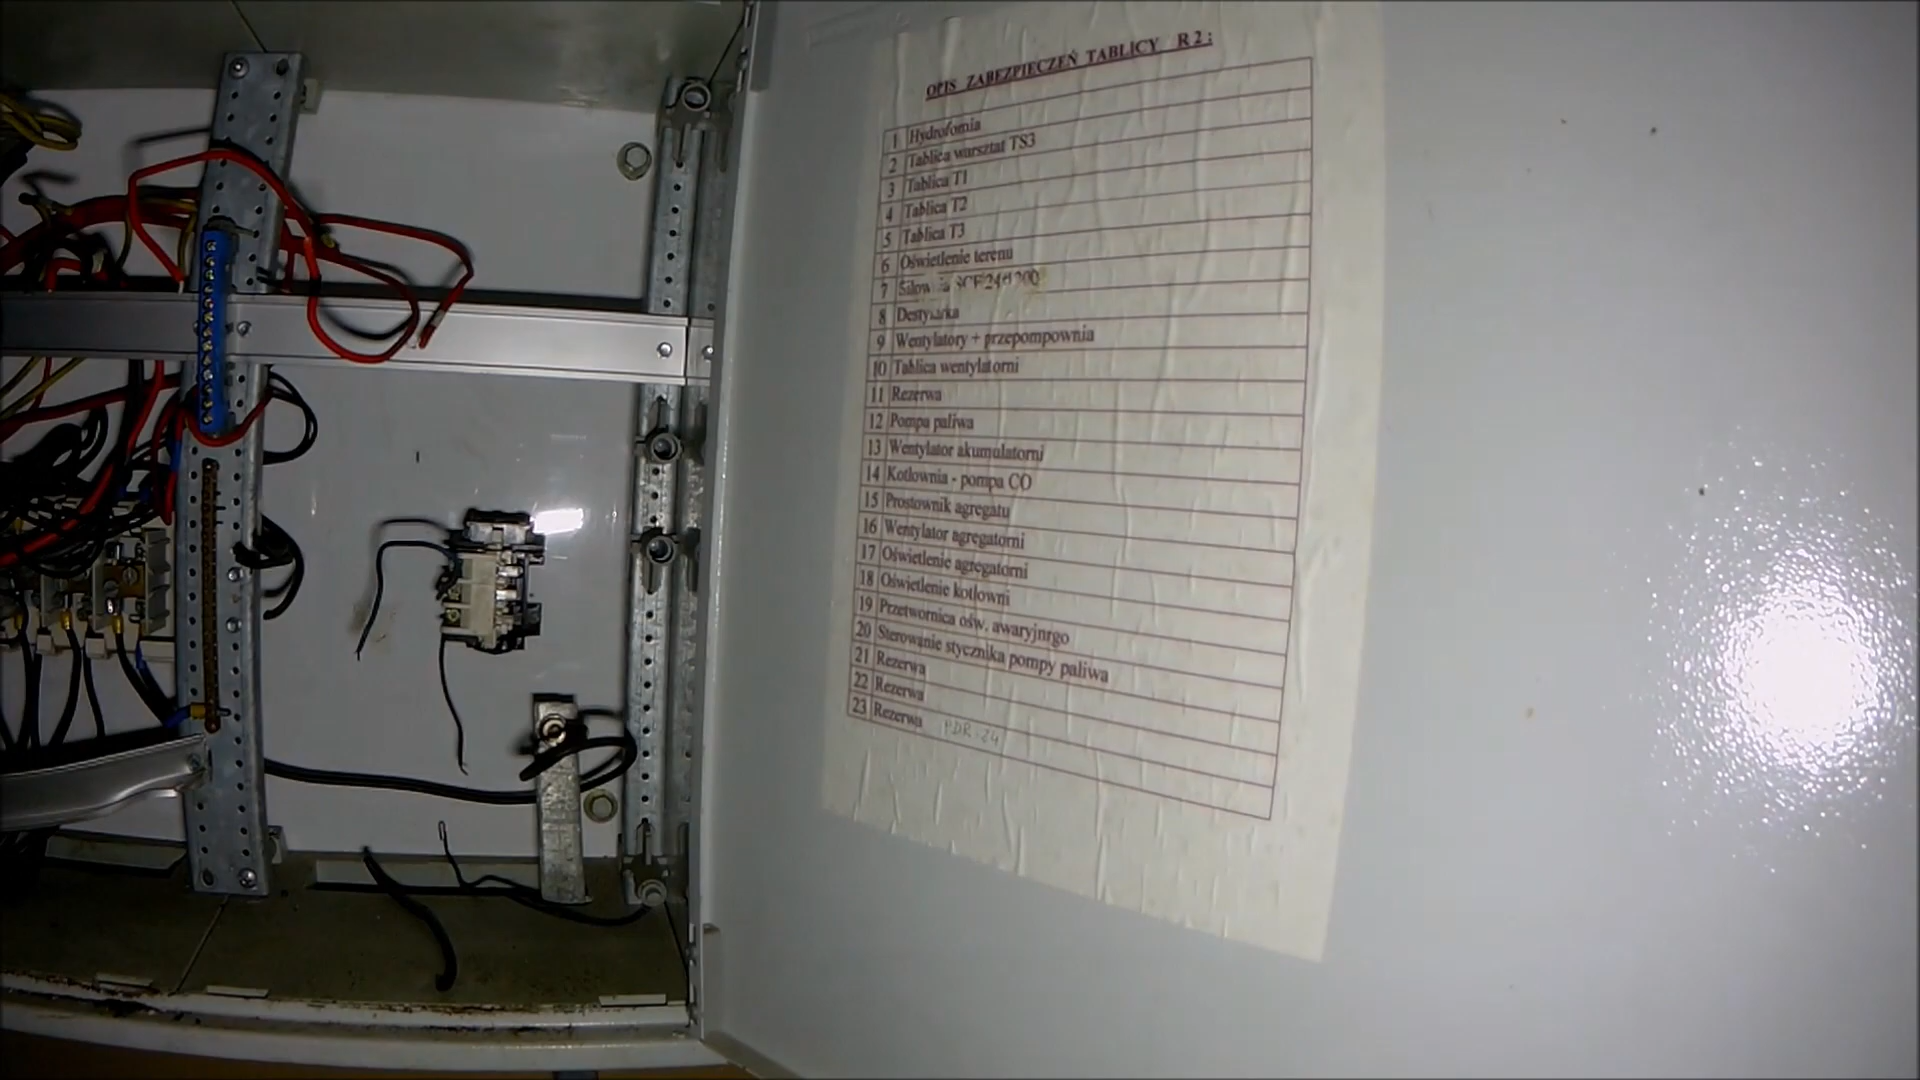 OPIS ZABEZPIECZEŃ TABLICY R 2 :
1 Hydrofornia
2 Tablica warsztat TS3
3 Tablica T1
4 Tablica T2
5 Tablica T3
6 Oświetlenie terenu
7
8 Destylarka
9 Wentylatory + przepompownia
10 Tablica wentylatorni
11 Rezerwa
12 Pompa paliwa
13 Wentylator akumulatorni
14 Kotłownia - pompa CO
15 Prostownik agregatu
16 Wentylator agregatorni
17 Oświetlenie agregatorni
18 Oświetlenie kotłowni
19 Przetwornica ośw. awaryjnrgo
20 Sterowanie stycznika pompy paliwa
21 Rezerwa
22 Rezerwa
23 Rezerwa PDR-24